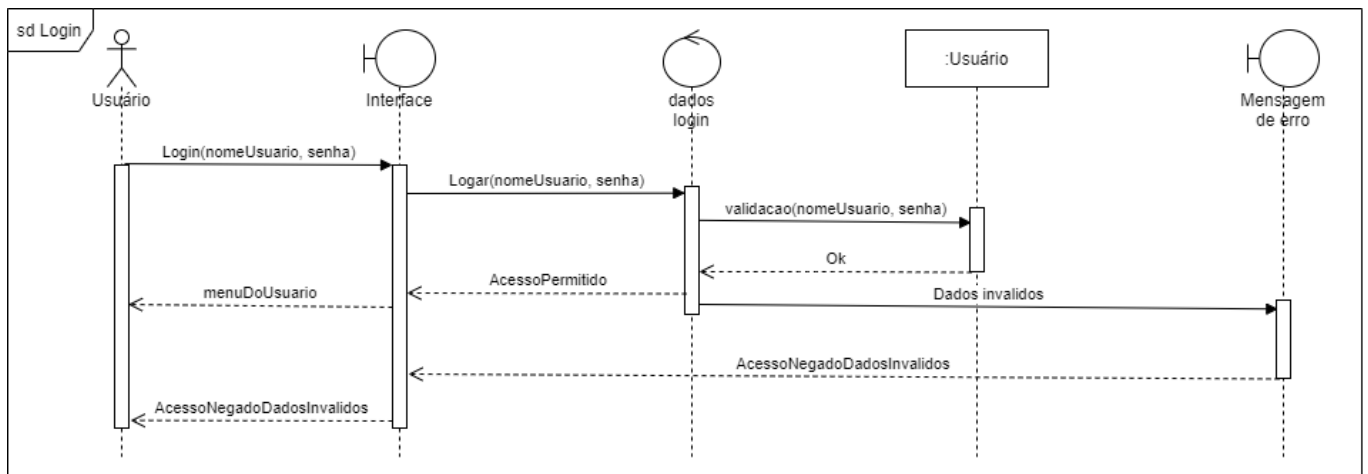 sd Login
Usuário
Interface
dados
login
:Usuário
Mensagem
de erro
Login(nomeUsuario, senha)
Logar(nomeUsuario, senha)
validacao(nomeUsuario, senha)
Ok
AcessoPermitido
menuDoUsuario
Dados invalidos
AcessoNegadoDadosInvalidos
AcessoNegadoDadosInvalidos